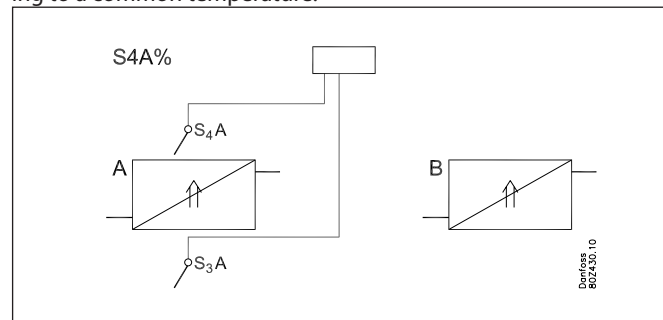 ing to a common temperature.
S4A%
S4A
A
B
S3A
Danfoss
80Z430.10